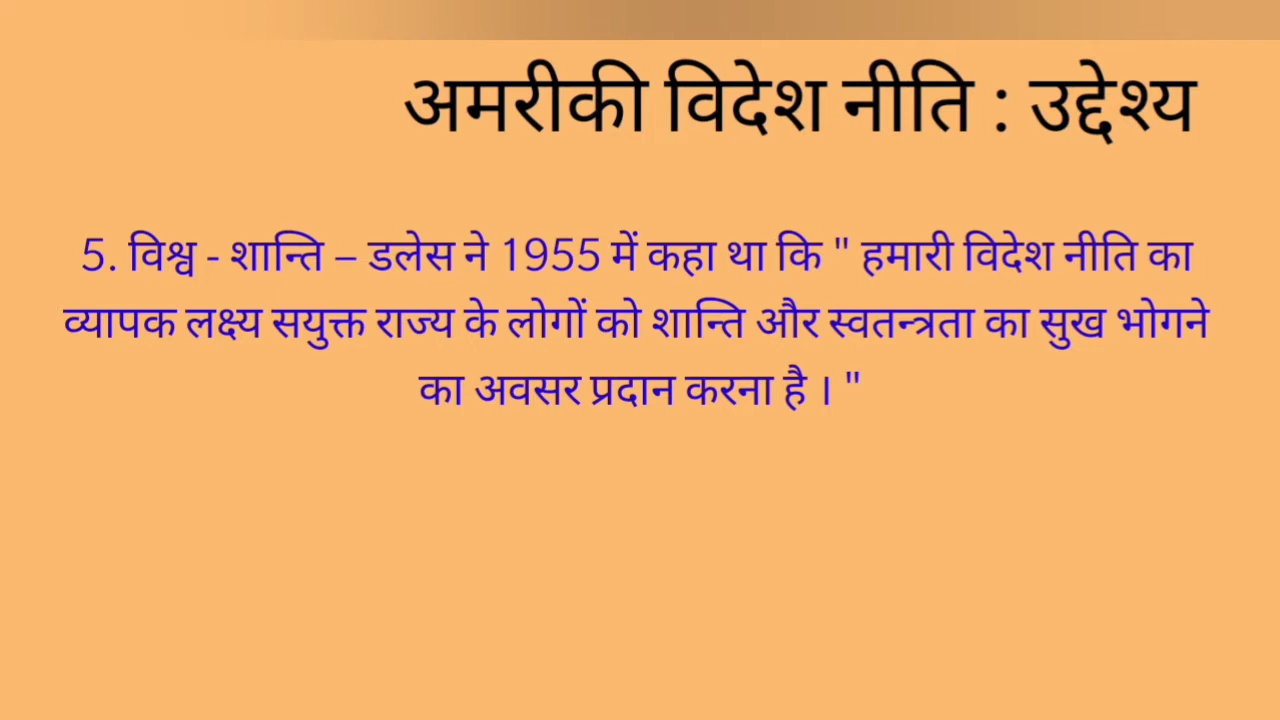 अमरीकी विदेश नीति : उद्देश्य
5. विश्व - शान्ति – डलेस ने 1955 में कहा था कि " हमारी विदेश नीति का
व्यापक लक्ष्य सयुक्त राज्य के लोगों को शान्ति और स्वतन्त्रता का सुख भोगने
का अवसर प्रदान करना है । "